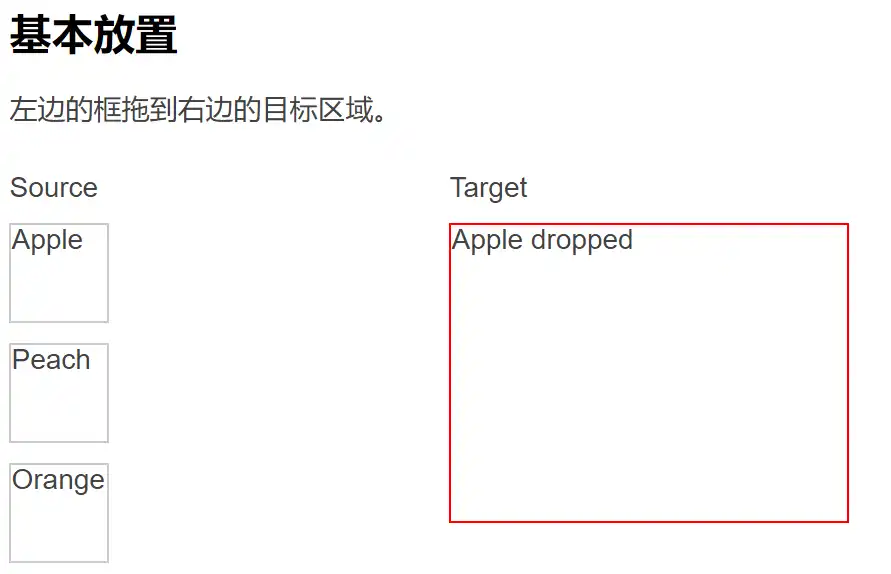 基本放置
左边的框拖到右边的目标区域。
Source
Target
Apple
Apple dropped
Peach
Orange